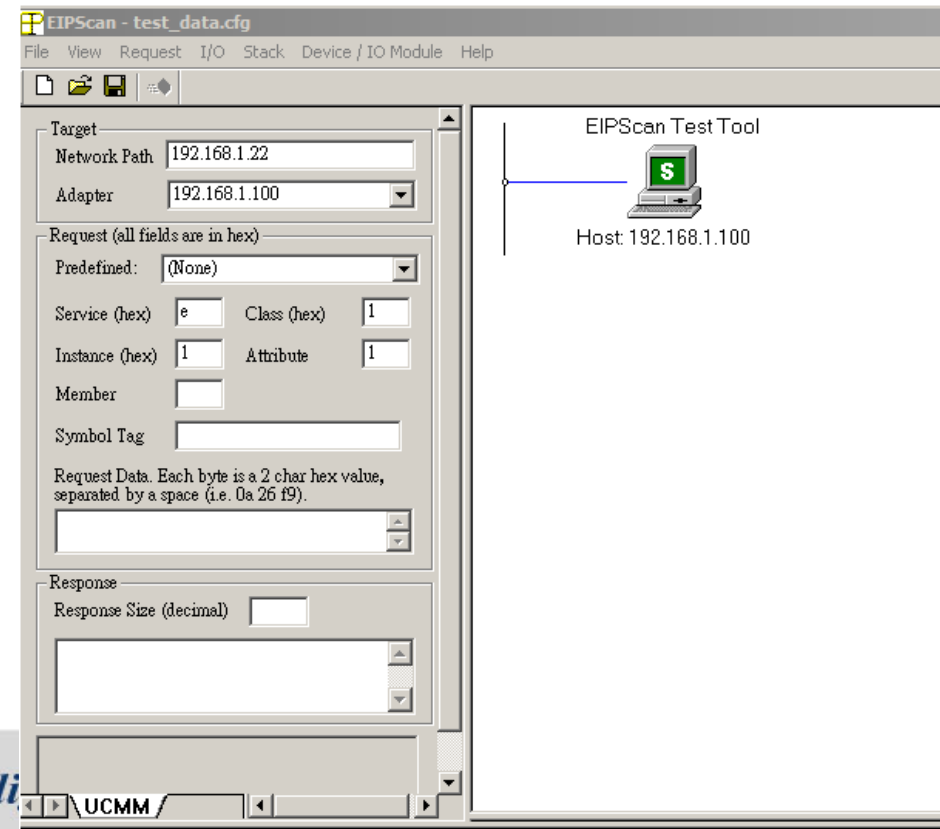 EIPScan - test_data.cfg
File View Request I/O Stack Device / IO Module Help
Target
Network Path 192.168.1.22
Adapter 192.168.1.100
Request (all fields are in hex)
Predefined: (None)
Service (hex) e Class (hex) 1
Instance (hex) 1 Attribute 1
Member
Symbol Tag
Request Data. Each byte is a 2 char hex value,
separated by a space (i.e. 0a 26 f9).
Response
Response Size (decimal)
UCMM
EIPScan Test Tool
S
Host: 192.168.1.100